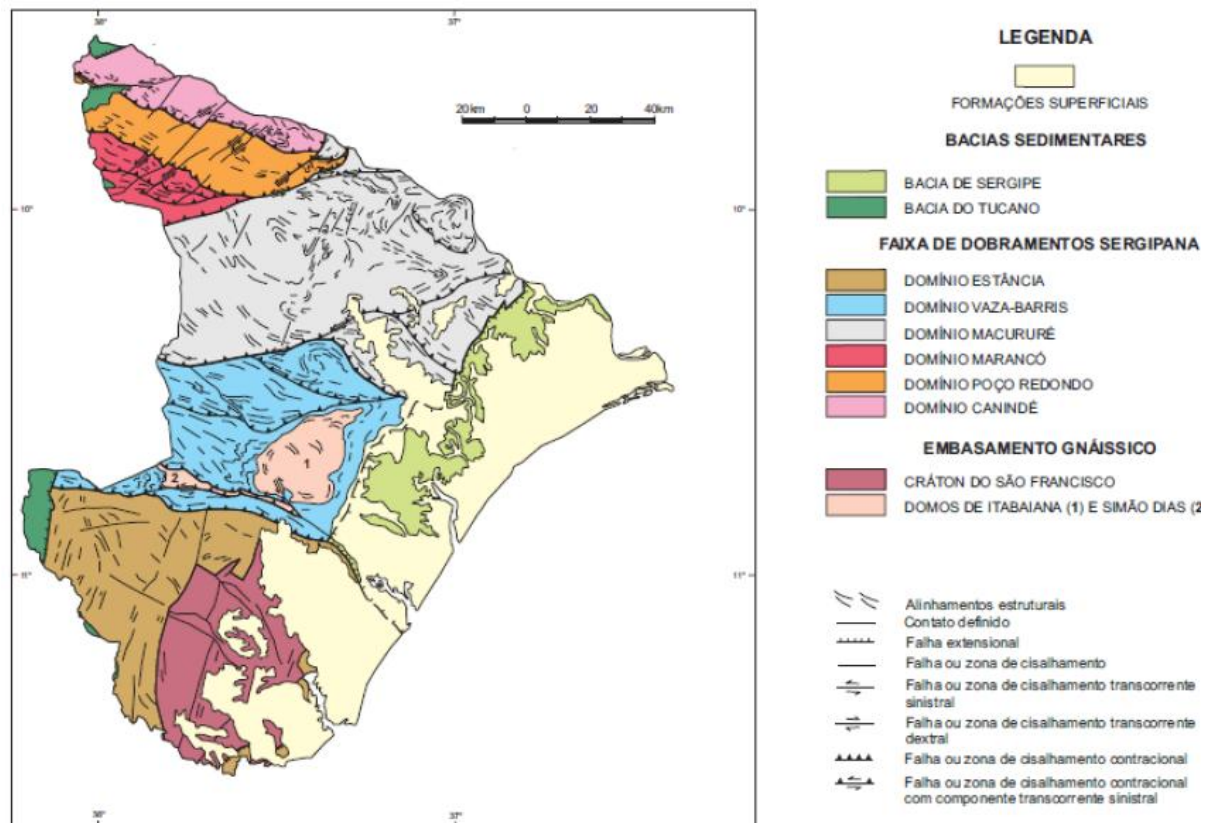 38°
37°
20km 0 20 40km
10°
10°
1
2
11°
11°
38°
37°
LEGENDA
FORMAÇÕES SUPERFICIAIS
BACIAS SEDIMENTARES
BACIA DE SERGIPE
BACIA DO TUCANO
FAIXA DE DOBRAMENTOS SERGIPANA
DOMÍNIO ESTÂNCIA
DOMÍNIO VAZA-BARRIS
DOMÍNIO MACURURÉ
DOMÍNIO MARANCÓ
DOMÍNIO POÇO REDONDO
DOMÍNIO CANINDÉ
EMBASAMENTO GNÁISSICO
CRÁTON DO SÃO FRANCISCO
DOMOS DE ITABAIANA (1) E SIMÃO DIAS (2
Alinhamentos estruturais
Contato definido
Falha extensional
Falha ou zona de cisalhamento
Falha ou zona de cisalhamento transcorrente
sinistral
Falha ou zona de cisalhamento transcorrente
dextral
Falha ou zona de cisalhamento contracional
Falha ou zona de cisalhamento contracional
com componente transcorrente sinistral